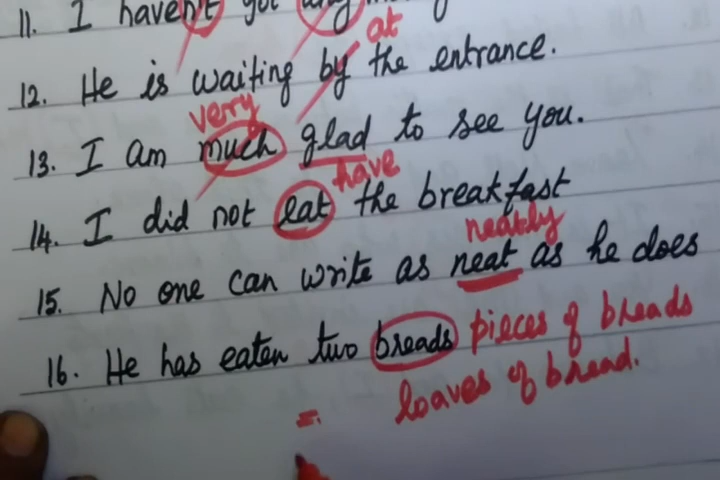 11. I haven't got any
at
12. He is waiting by the entrance.
very
13. I am much glad to see you.
have
14. I did not eat the breakfast
neatly
15. No one can write as neat as he does
16. He has eaten two breads pieces of breads
= loaves of bread.